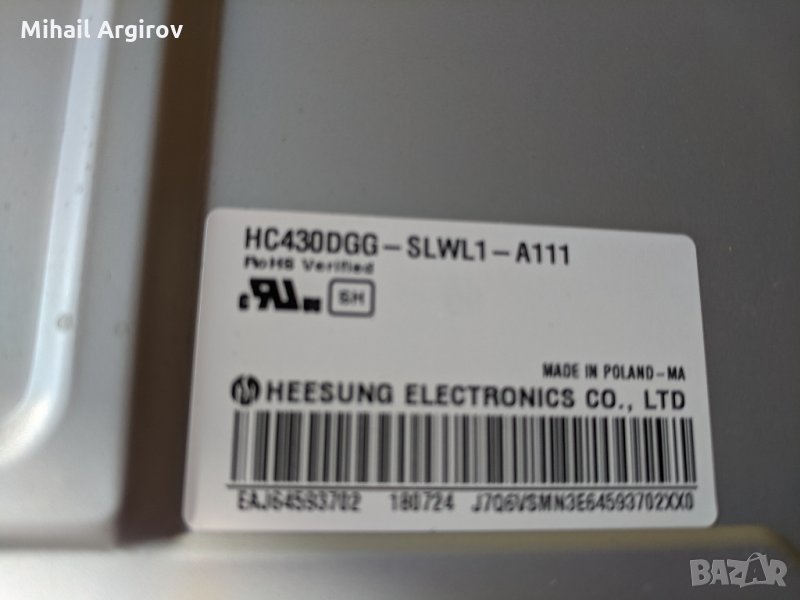 Mihail Argirov
HC430DGG-SLWL1-A111
RoHS Verified
SH
MADE IN POLAND-MA
HEESUNG ELECTRONICS CO., LTD
EAJ64593702 180724 J7Q6VSMN3E64593702XX0
BAZAR